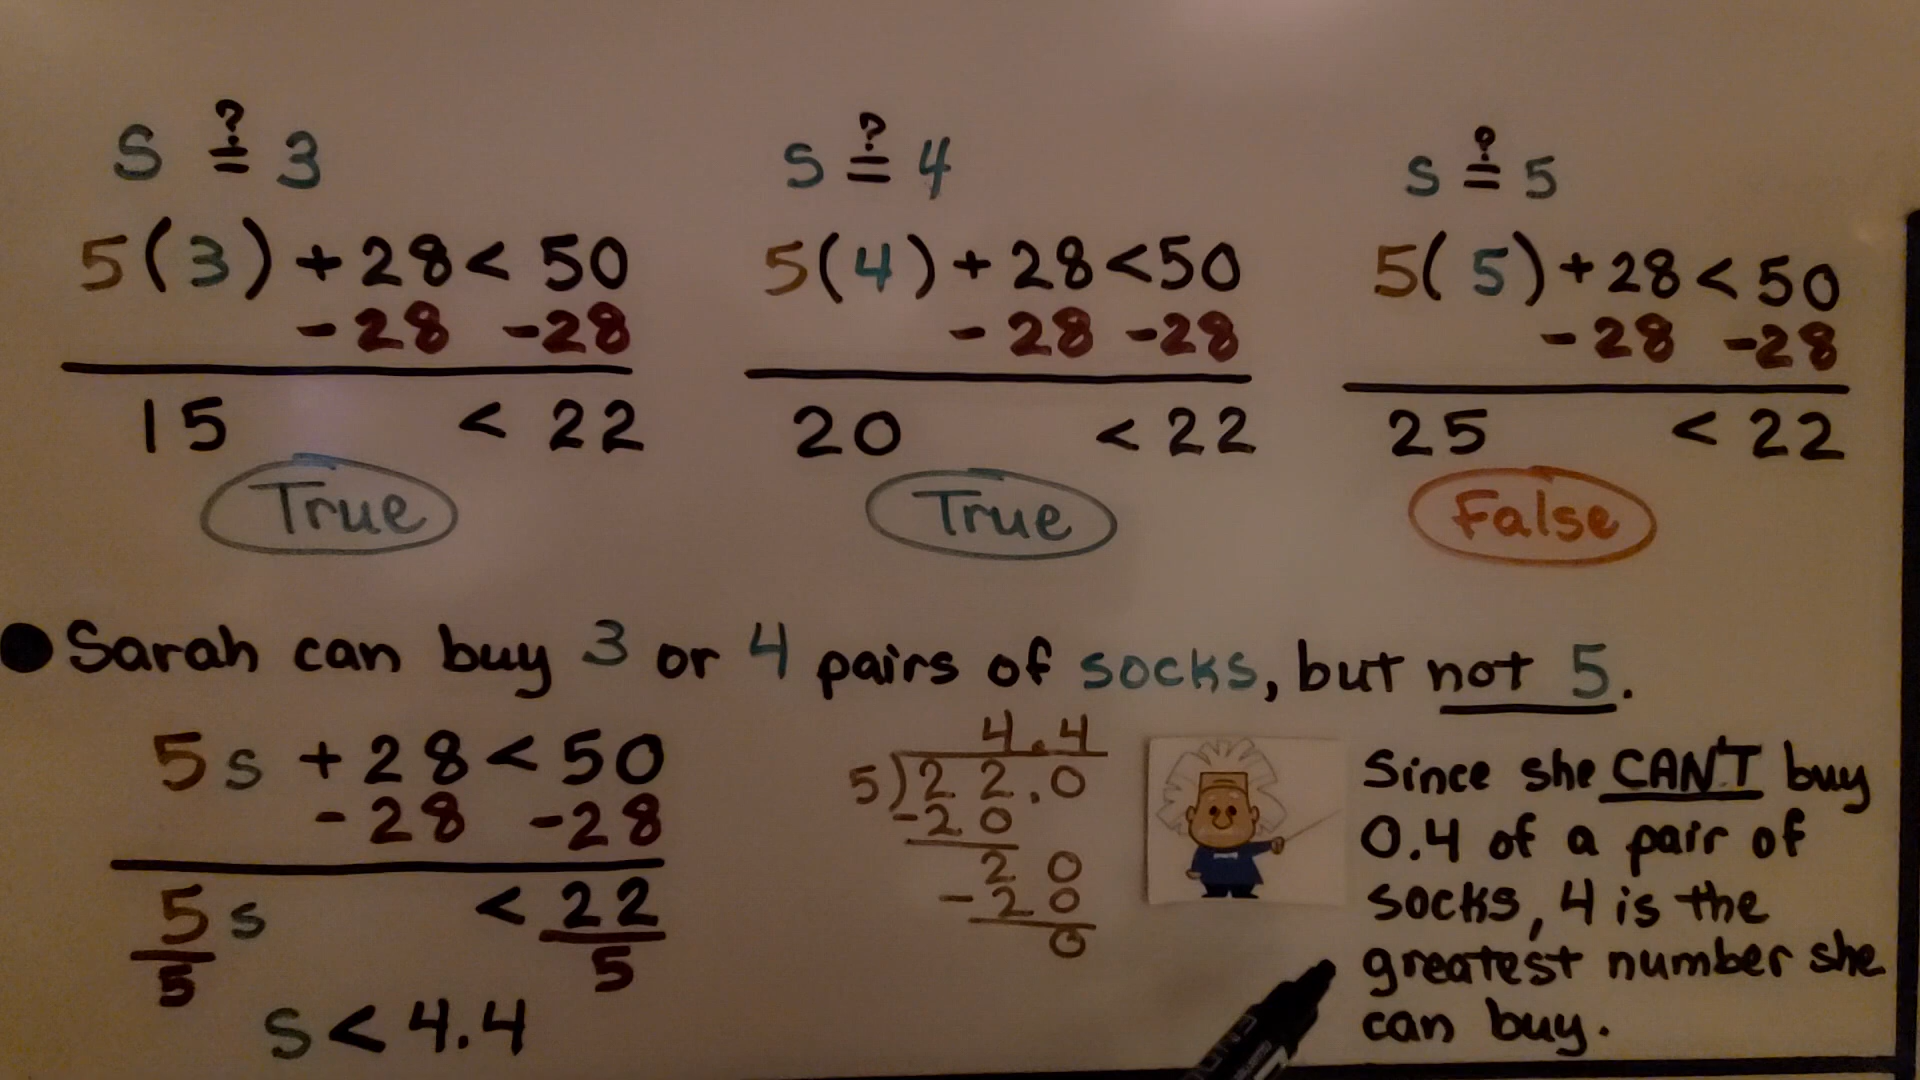 s ?= 3
5(3) + 28 < 50
- 28 - 28
15 < 22
True
s ?= 4
5(4) + 28 < 50
- 28 - 28
20 < 22
True
s ?= 5
5(5) + 28 < 50
- 28 - 28
25 < 22
False
● Sarah can buy 3 or 4 pairs of socks, but not 5.
5s + 28 < 50
- 28 - 28
5s < 22
5 5
s < 4.4
4.4
5)22.0
-20
20
-20
0
Since she CAN'T buy
0.4 of a pair of
socks, 4 is the
greatest number she
can buy.